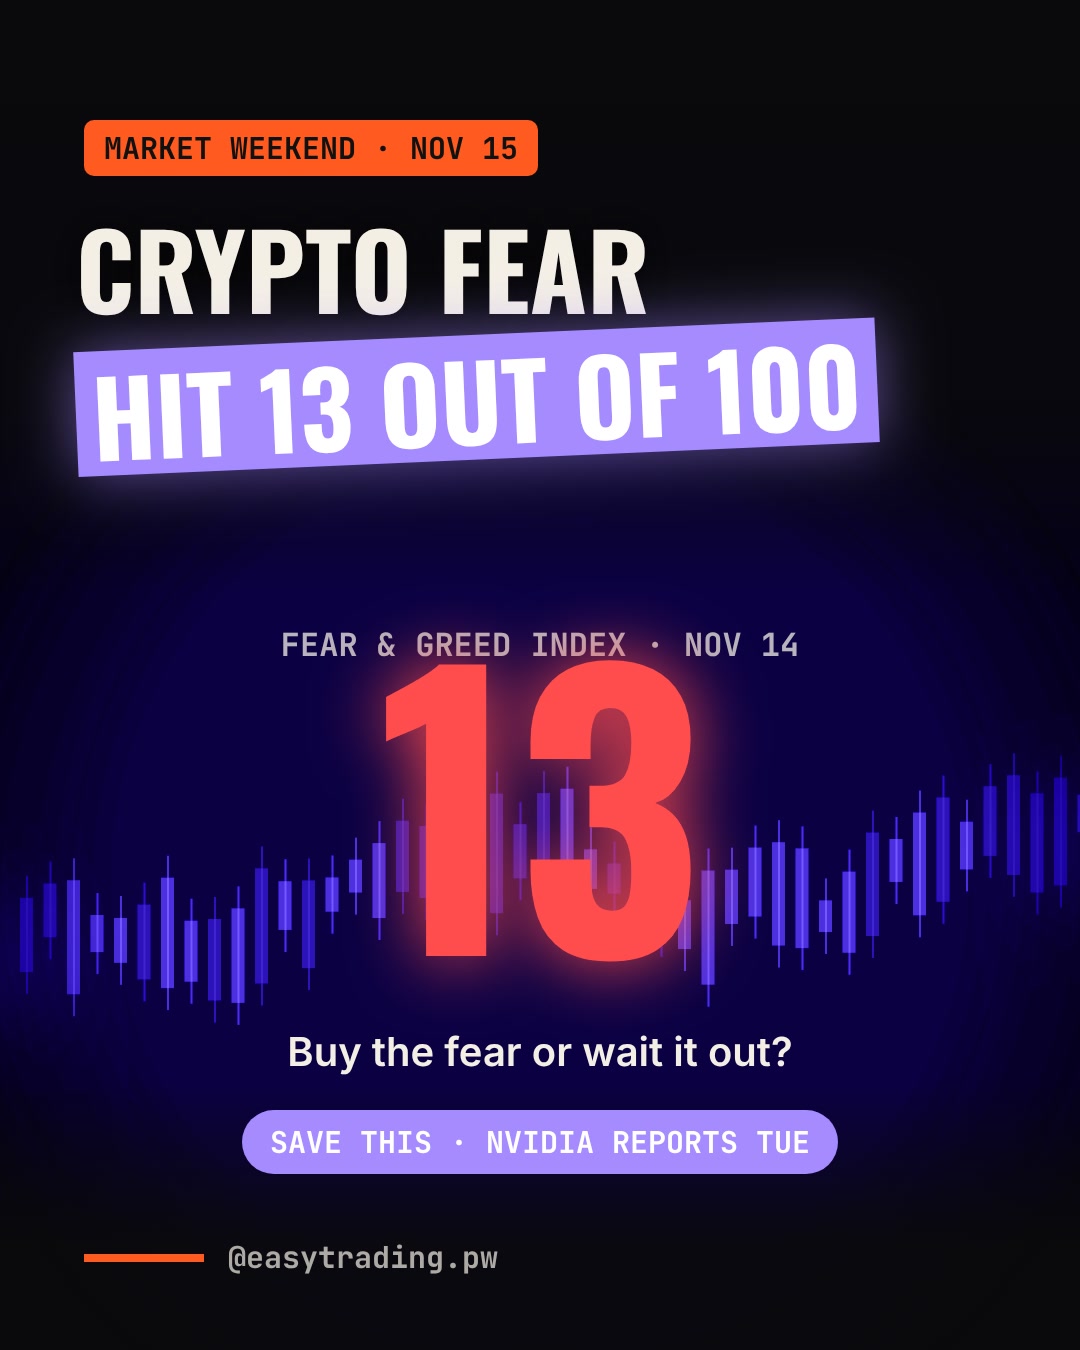 MARKET WEEKEND · NOV 15
CRYPTO FEAR
HIT 13 OUT OF 100
FEAR & GREED INDEX · NOV 14
13
Buy the fear or wait it out?
SAVE THIS · NVIDIA REPORTS TUE
@easytrading.pw